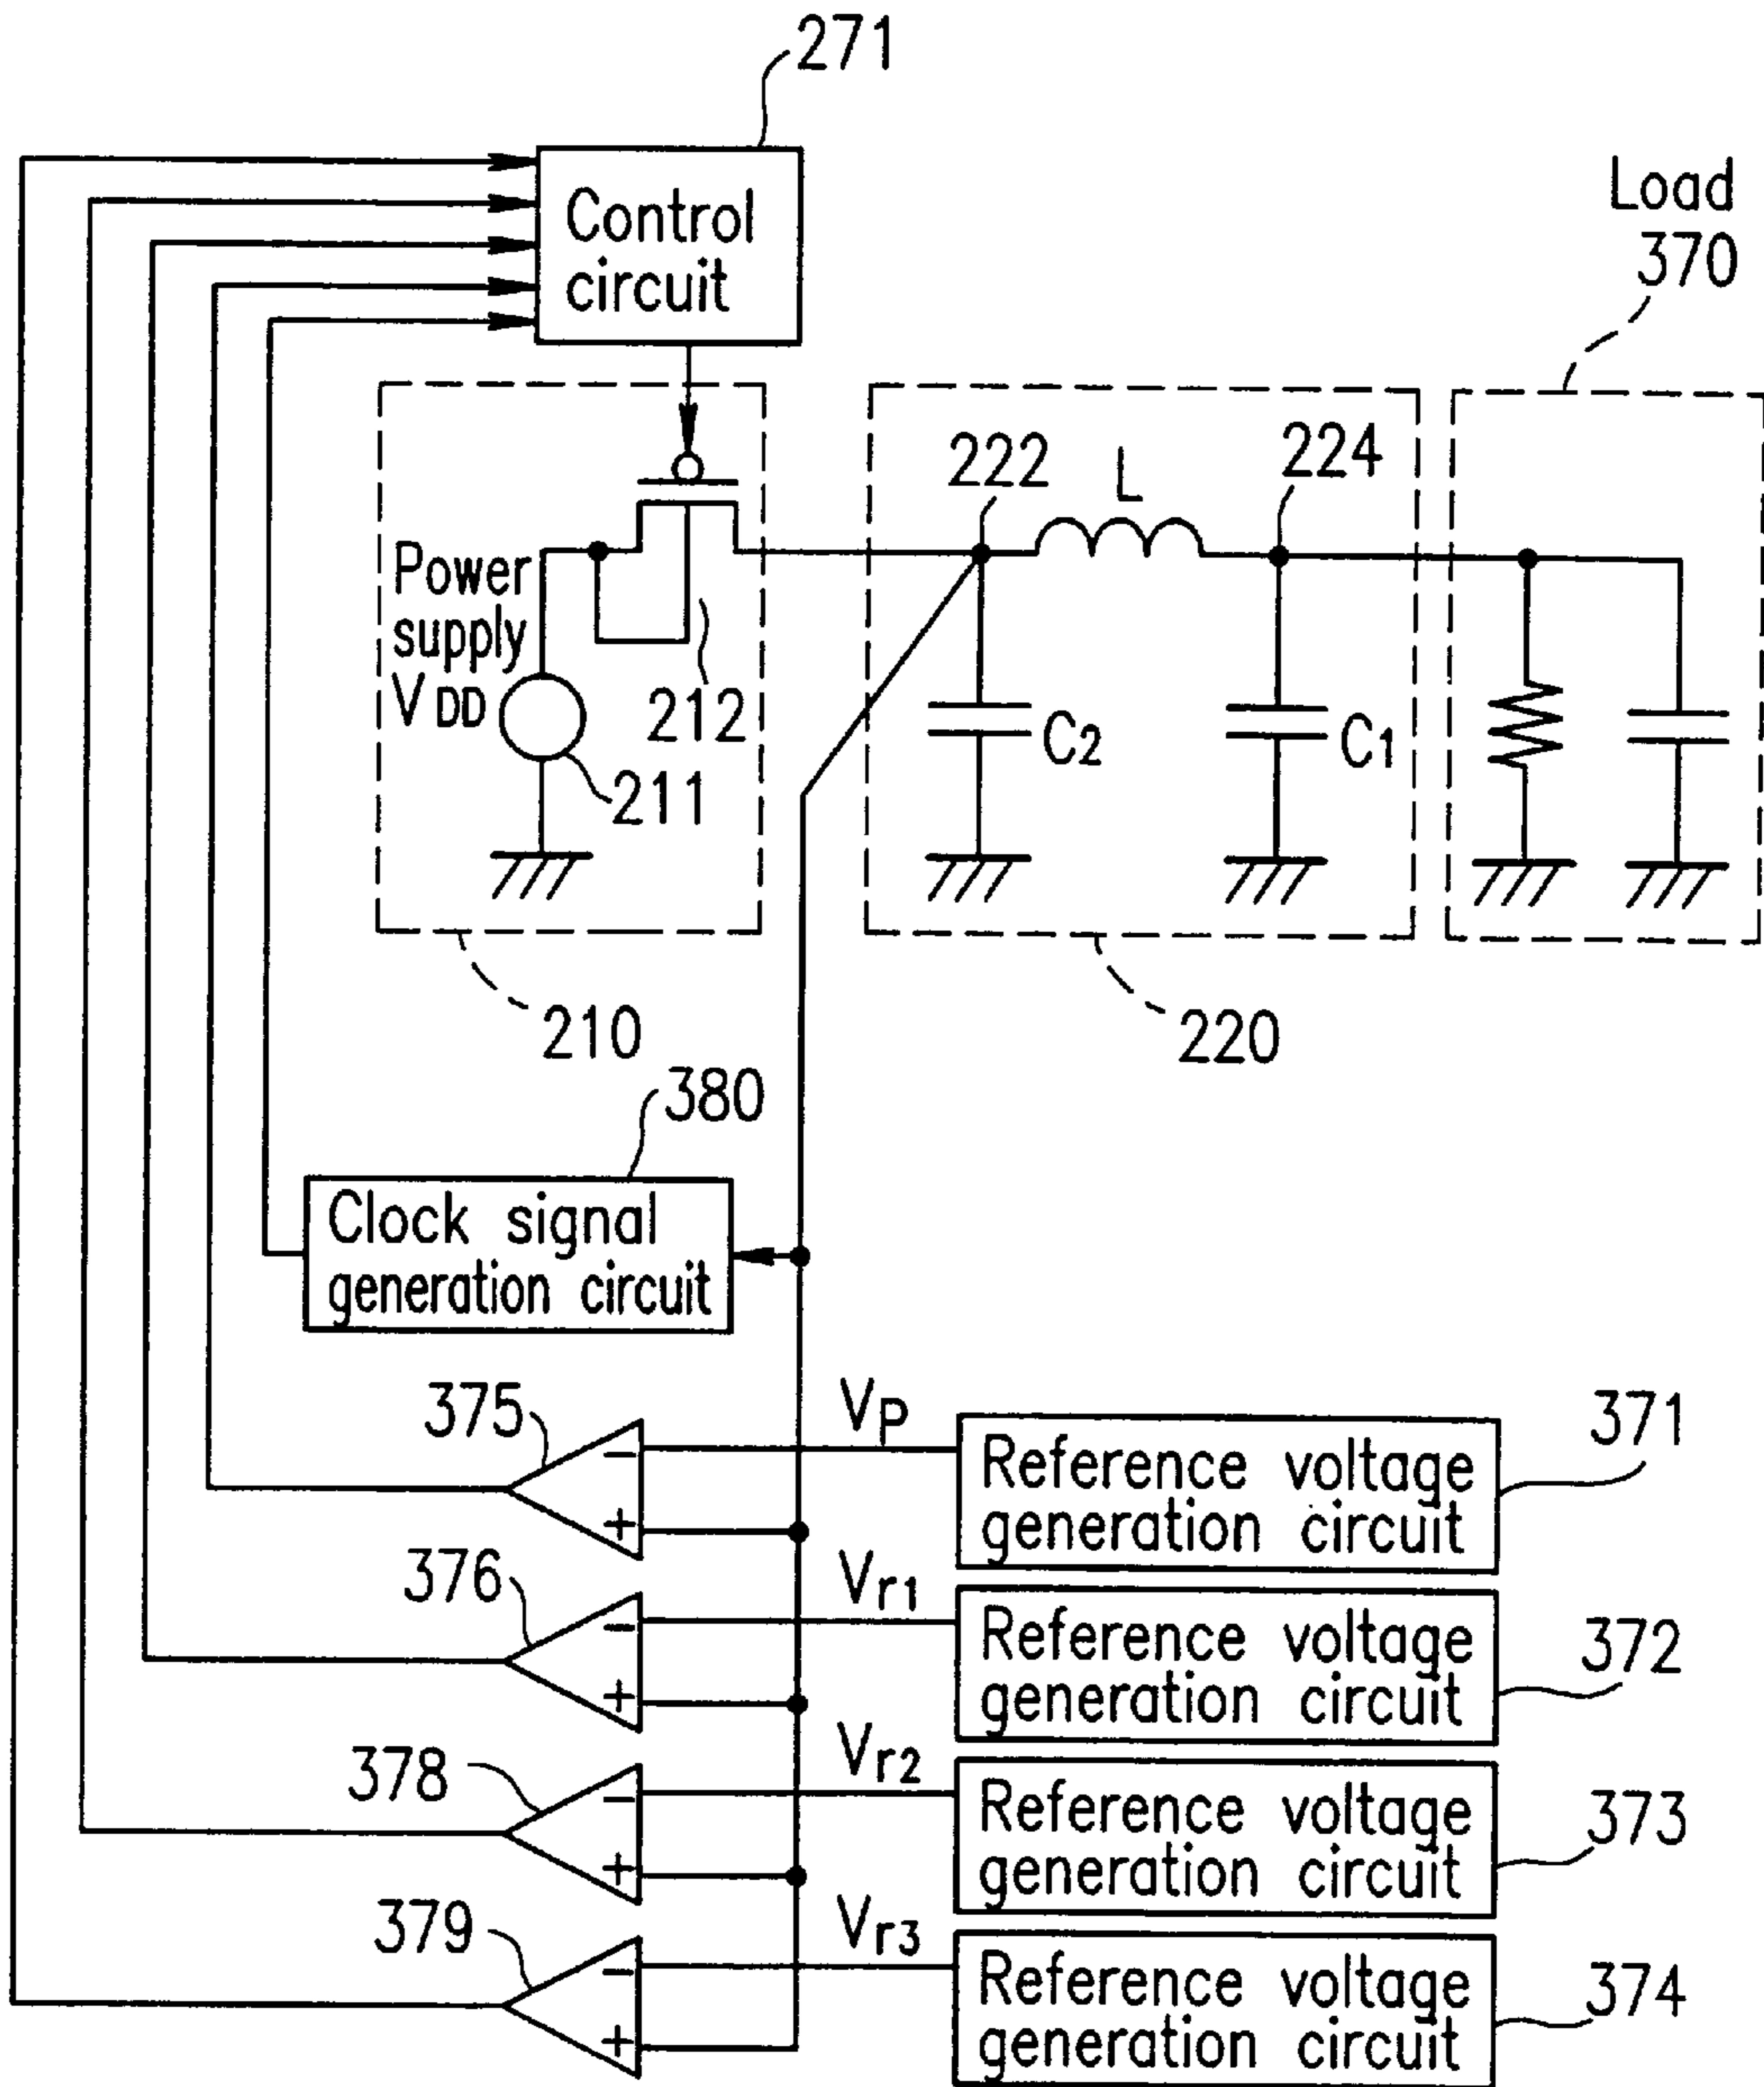 271
Control
circuit
Load
370
222
L
224
Power
supply
VDD
212
211
C2
C1
210
220
380
Clock signal
generation circuit
375
VP
Reference voltage
generation circuit
371
−
+
376
Vr1
Reference voltage
generation circuit
372
−
+
378
Vr2
Reference voltage
generation circuit
373
−
+
379
Vr3
Reference voltage
generation circuit
374
−
+